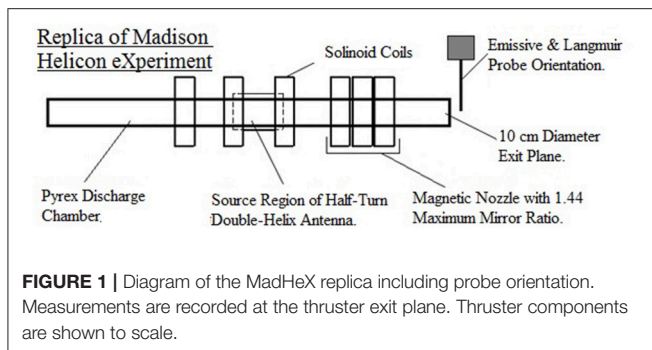 Replica of Madison
Helicon eXperiment
Solinoid Coils
Emissive & Langmuir
Probe Orientation.
10 cm Diameter
Exit Plane.
Pyrex Discharge
Chamber.
Source Region of Half-Turn
Double-Helix Antenna.
Magnetic Nozzle with 1.44
Maximum Mirror Ratio.
FIGURE 1 | Diagram of the MadHeX replica including probe orientation.
Measurements are recorded at the thruster exit plane. Thruster components
are shown to scale.